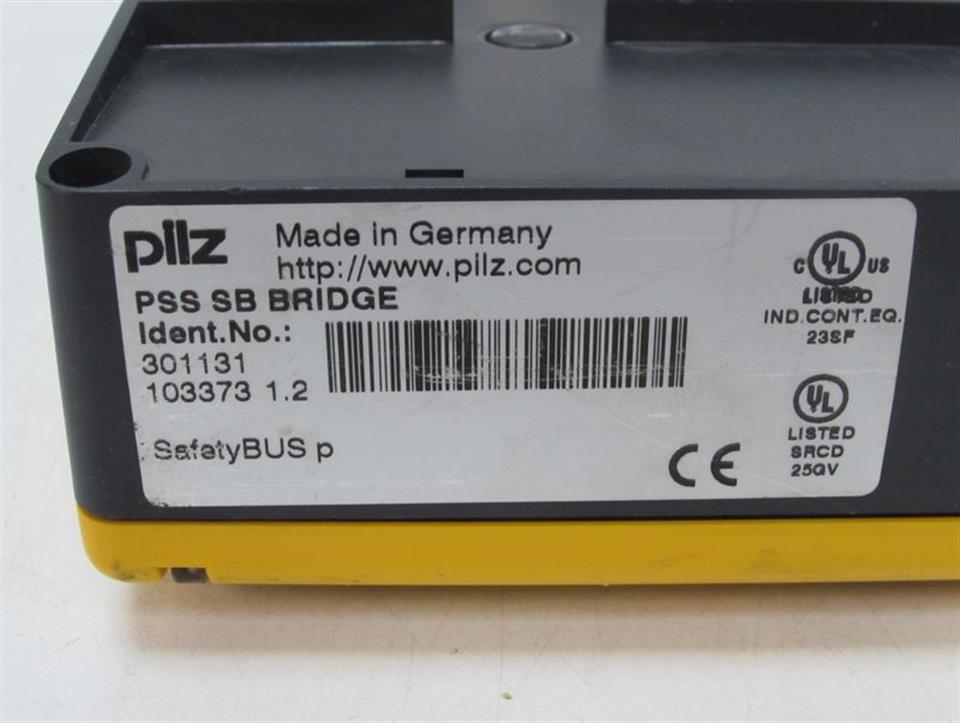 pilz
Made in Germany
http://www.pilz.com
PSS SB BRIDGE
Ident.No.:
301131
103373 1.2
SafetyBUS p
C UL US
LISTED
IND.CONT.EQ.
23SF
UL
LISTED
SRCD
25GV
CE